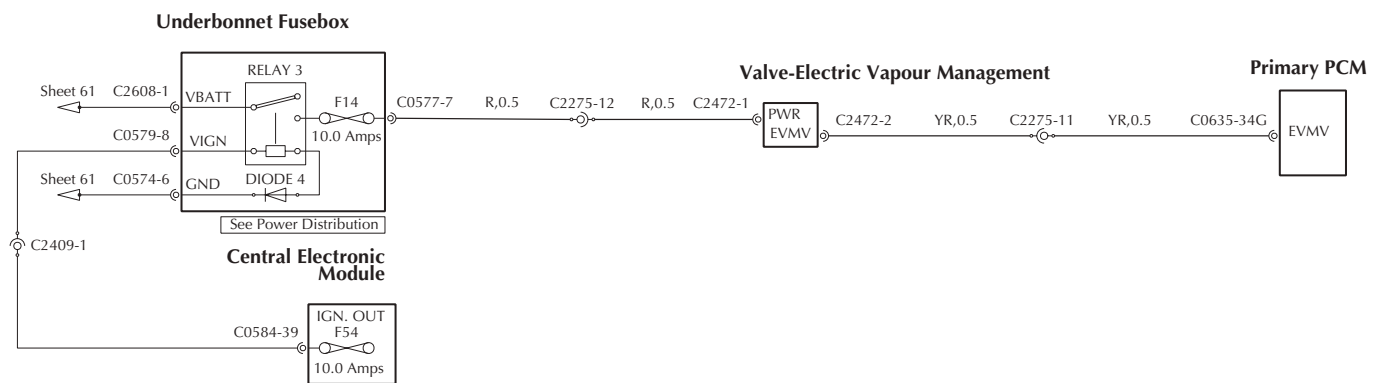 Underbonnet Fusebox
Sheet 61
C2608-1
VBATT
RELAY 3
F14
10.0 Amps
C0577-7
R,0.5
C2275-12
R,0.5
C2472-1
Valve-Electric Vapour Management
PWR
EVMV
C2472-2
YR,0.5
C2275-11
YR,0.5
C0635-34G
Primary PCM
EVMV
C0579-8
VIGN
Sheet 61
C0574-6
GND
DIODE 4
See Power Distribution
C2409-1
Central Electronic
Module
C0584-39
IGN. OUT
F54
10.0 Amps